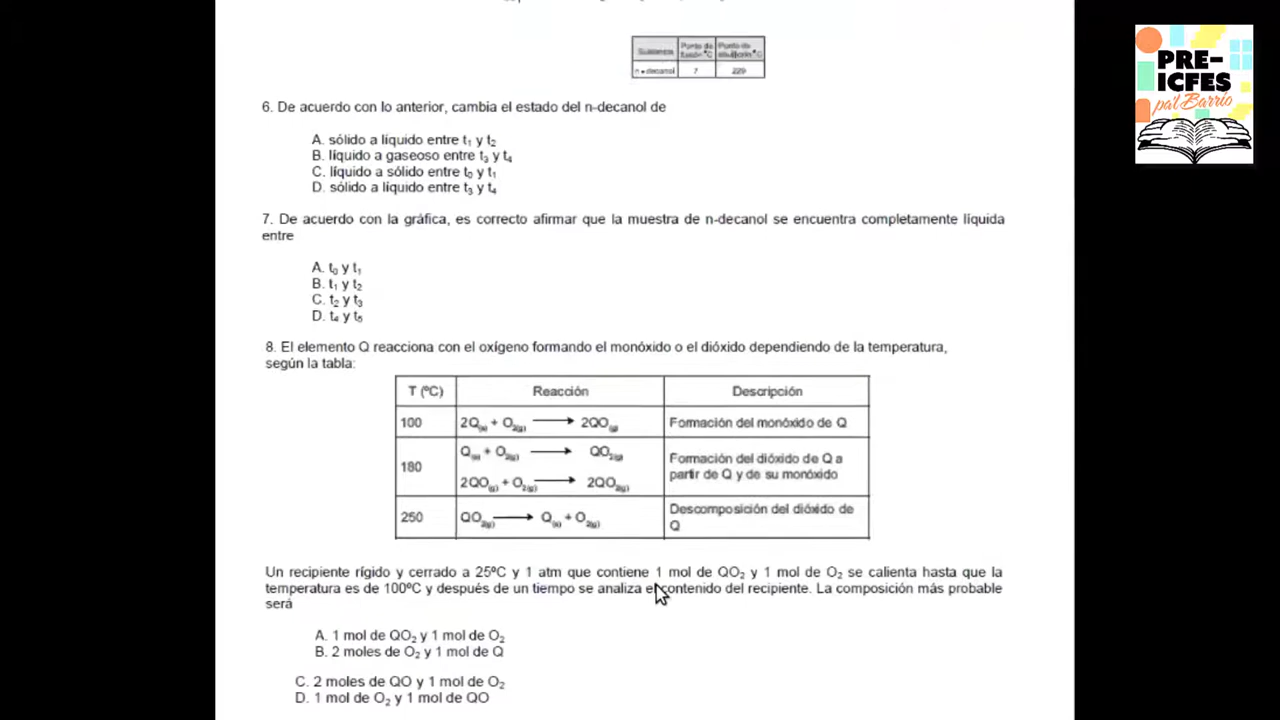 PRE-
ICFES
pa'l Barrio
Sustancia Punto de fusión °C Punto de ebullición °C
n - decanol 7 229
6. De acuerdo con lo anterior, cambia el estado del n-decanol de
A. sólido a líquido entre t₁ y t₂
B. líquido a gaseoso entre t₃ y t₄
C. líquido a sólido entre t₀ y t₁
D. sólido a líquido entre t₃ y t₄
7. De acuerdo con la gráfica, es correcto afirmar que la muestra de n-decanol se encuentra completamente líquida
entre
A. t₀ y t₁
B. t₁ y t₂
C. t₂ y t₃
D. t₄ y t₅
8. El elemento Q reacciona con el oxígeno formando el monóxido o el dióxido dependiendo de la temperatura,
según la tabla:
T (ºC) Reacción Descripción
100 2Q(s) + O₂(g) ⟶ 2QO(g) Formación del monóxido de Q
180 Q(s) + O₂(g) ⟶ QO₂(g) Formación del dióxido de Q a
2QO(g) + O₂(g) ⟶ 2QO₂(g) partir de Q y de su monóxido
250 QO₂(g) ⟶ Q(s) + O₂(g) Descomposición del dióxido de
Q
Un recipiente rígido y cerrado a 25ºC y 1 atm que contiene 1 mol de QO₂ y 1 mol de O₂ se calienta hasta que la
temperatura es de 100ºC y después de un tiempo se analiza el contenido del recipiente. La composición más probable
será
A. 1 mol de QO₂ y 1 mol de O₂
B. 2 moles de O₂ y 1 mol de Q
C. 2 moles de QO y 1 mol de O₂
D. 1 mol de O₂ y 1 mol de QO